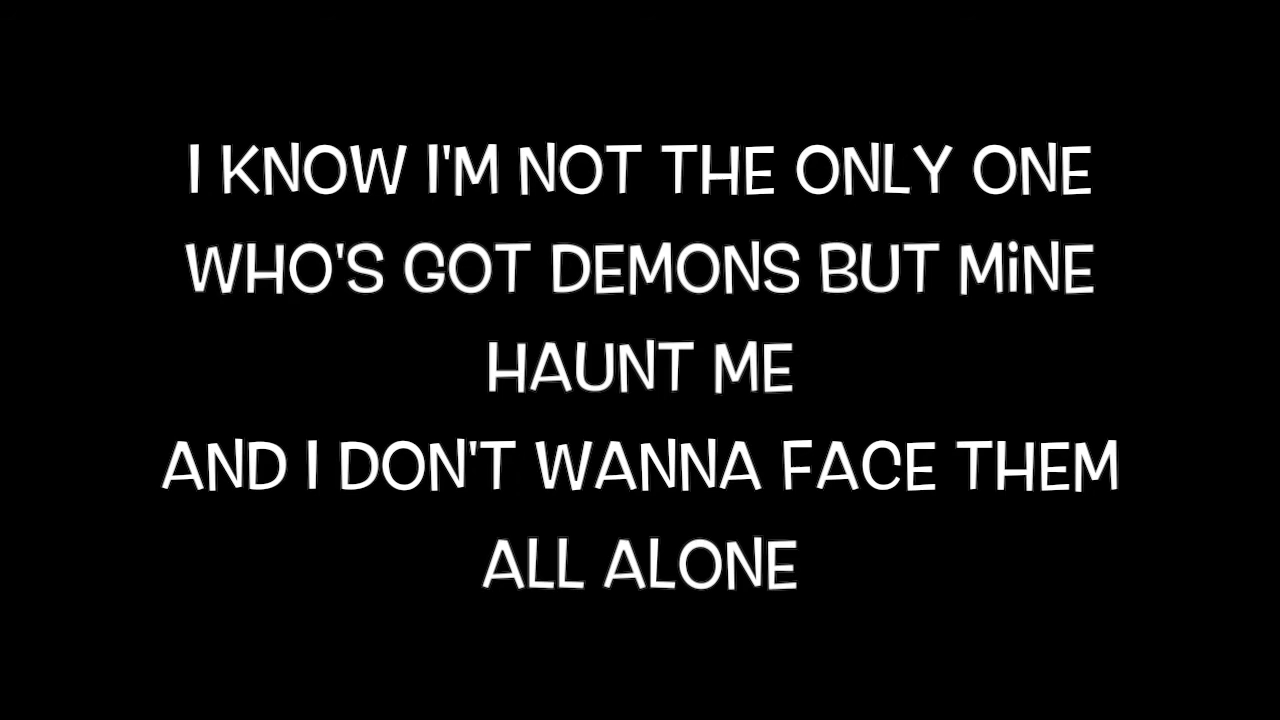 I KNOW I'M NOT THE ONLY ONE
WHO'S GOT DEMONS BUT MiNE
HAUNT ME
AND I DON'T WANNA FACE THEM
ALL ALONE